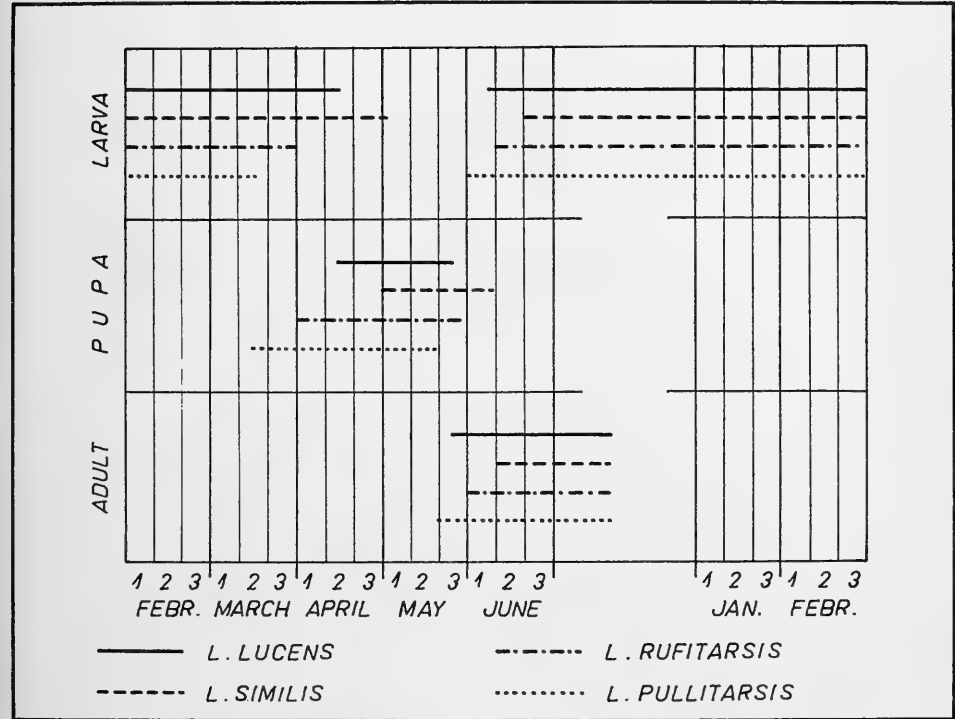 LARVA
PUPA
ADULT
1 2 3 1 2 3 1 2 3 1 2 3 1 2 3 1 2 3 1 2 3
FEBR. MARCH APRIL MAY JUNE JAN. FEBR.
L. LUCENS L. RUFITARSIS
L. SIMILIS L. PULLITARSIS